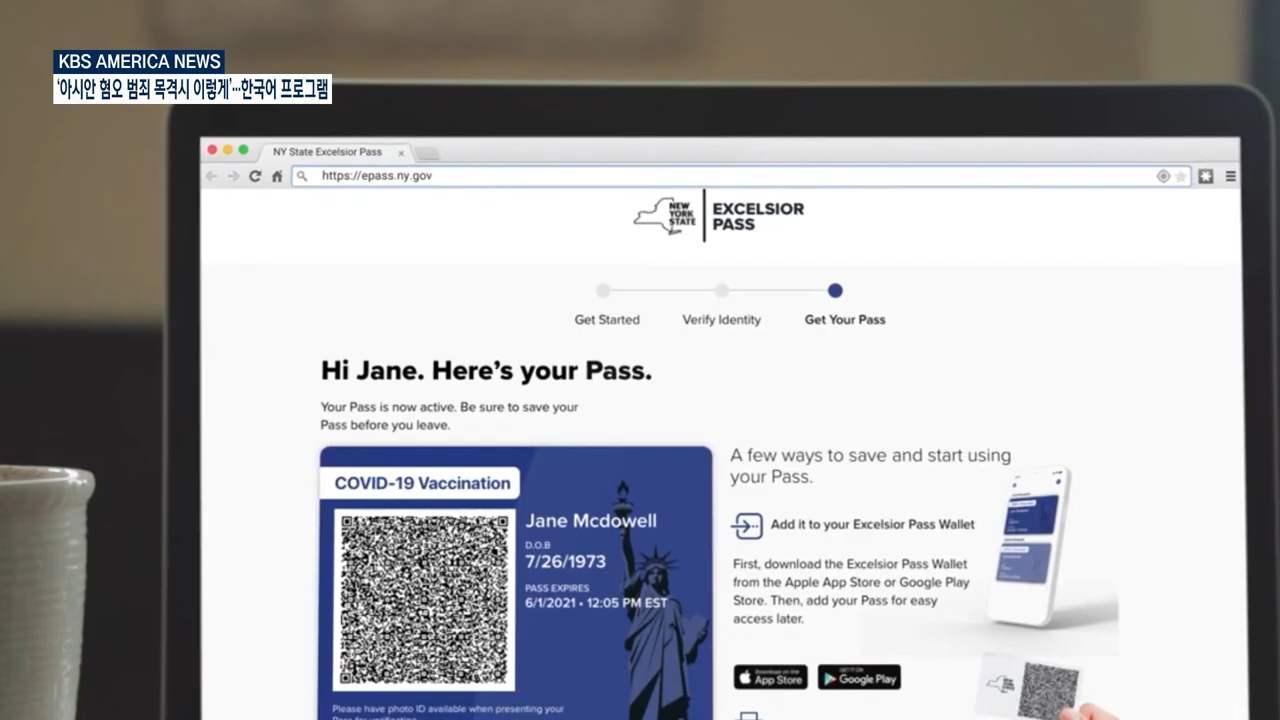 KBS AMERICA NEWS
‘아시안 혐오 범죄 목격시 이렇게’…한국어 프로그램
NY State Excelsior Pass
https://epass.ny.gov
NEW
YORK
STATE
EXCELSIOR
PASS
Get Started
Verify Identity
Get Your Pass
Hi Jane. Here’s your Pass.
Your Pass is now active. Be sure to save your
Pass before you leave.
COVID-19 Vaccination
Jane Mcdowell
D.O.B
7/26/1973
PASS EXPIRES
6/1/2021 • 12:05 PM EST
Please have photo ID available when presenting your
A few ways to save and start using
your Pass.
Add it to your Excelsior Pass Wallet
First, download the Excelsior Pass Wallet
from the Apple App Store or Google Play
Store. Then, add your Pass for easy
access later.
Download on the
App Store
GET IT ON
Google Play